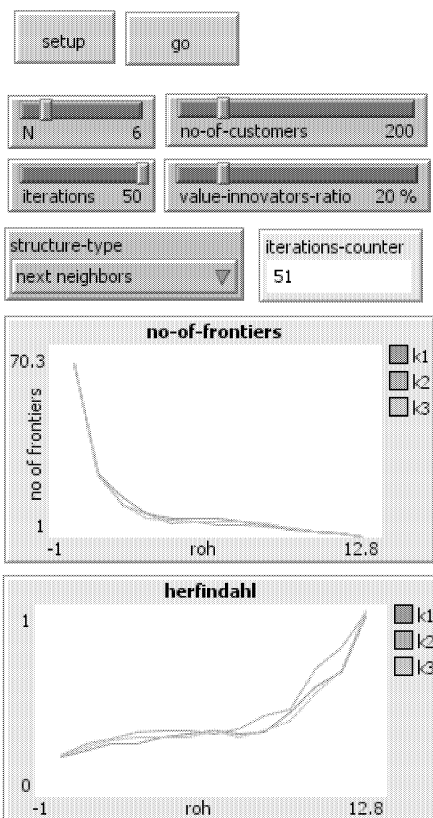 setup go
N 6 no-of-customers 200
iterations 50 value-innovators-ratio 20 %
structure-type
next neighbors
iterations-counter
51
no-of-frontiers
70.3
no of frontiers
1
-1 roh 12.8
k1
k2
k3
herfindahl
1
0
-1 roh 12.8
k1
k2
k3